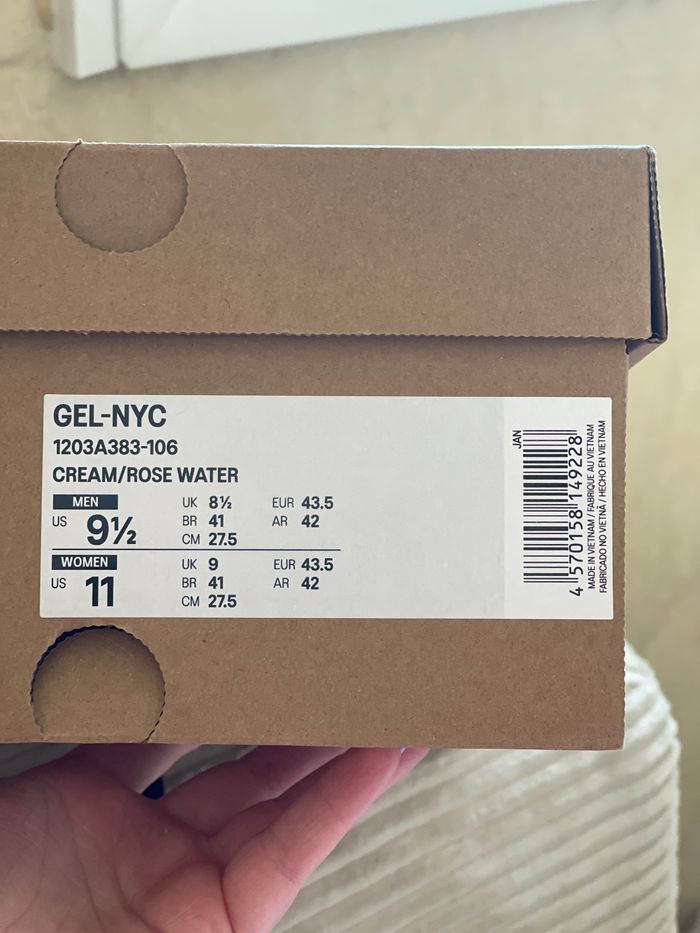 GEL-NYC
1203A383-106
CREAM/ROSE WATER
MEN
US 9½
UK 8½ EUR 43.5
BR 41 AR 42
CM 27.5
WOMEN
US 11
UK 9 EUR 43.5
BR 41 AR 42
CM 27.5
JAN
4 570158 149228
MADE IN VIETNAM / FABRIQUE AU VIETNAM
FABRICADO NO VIETNÃ / HECHO EN VIETNAM